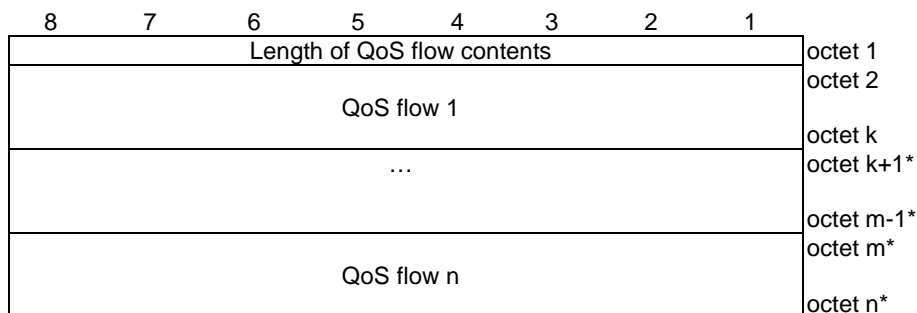 8 7 6 5 4 3 2 1
Length of QoS flow contents octet 1
octet 2
QoS flow 1
octet k
… octet k+1*
octet m-1*
octet m*
QoS flow n
octet n*